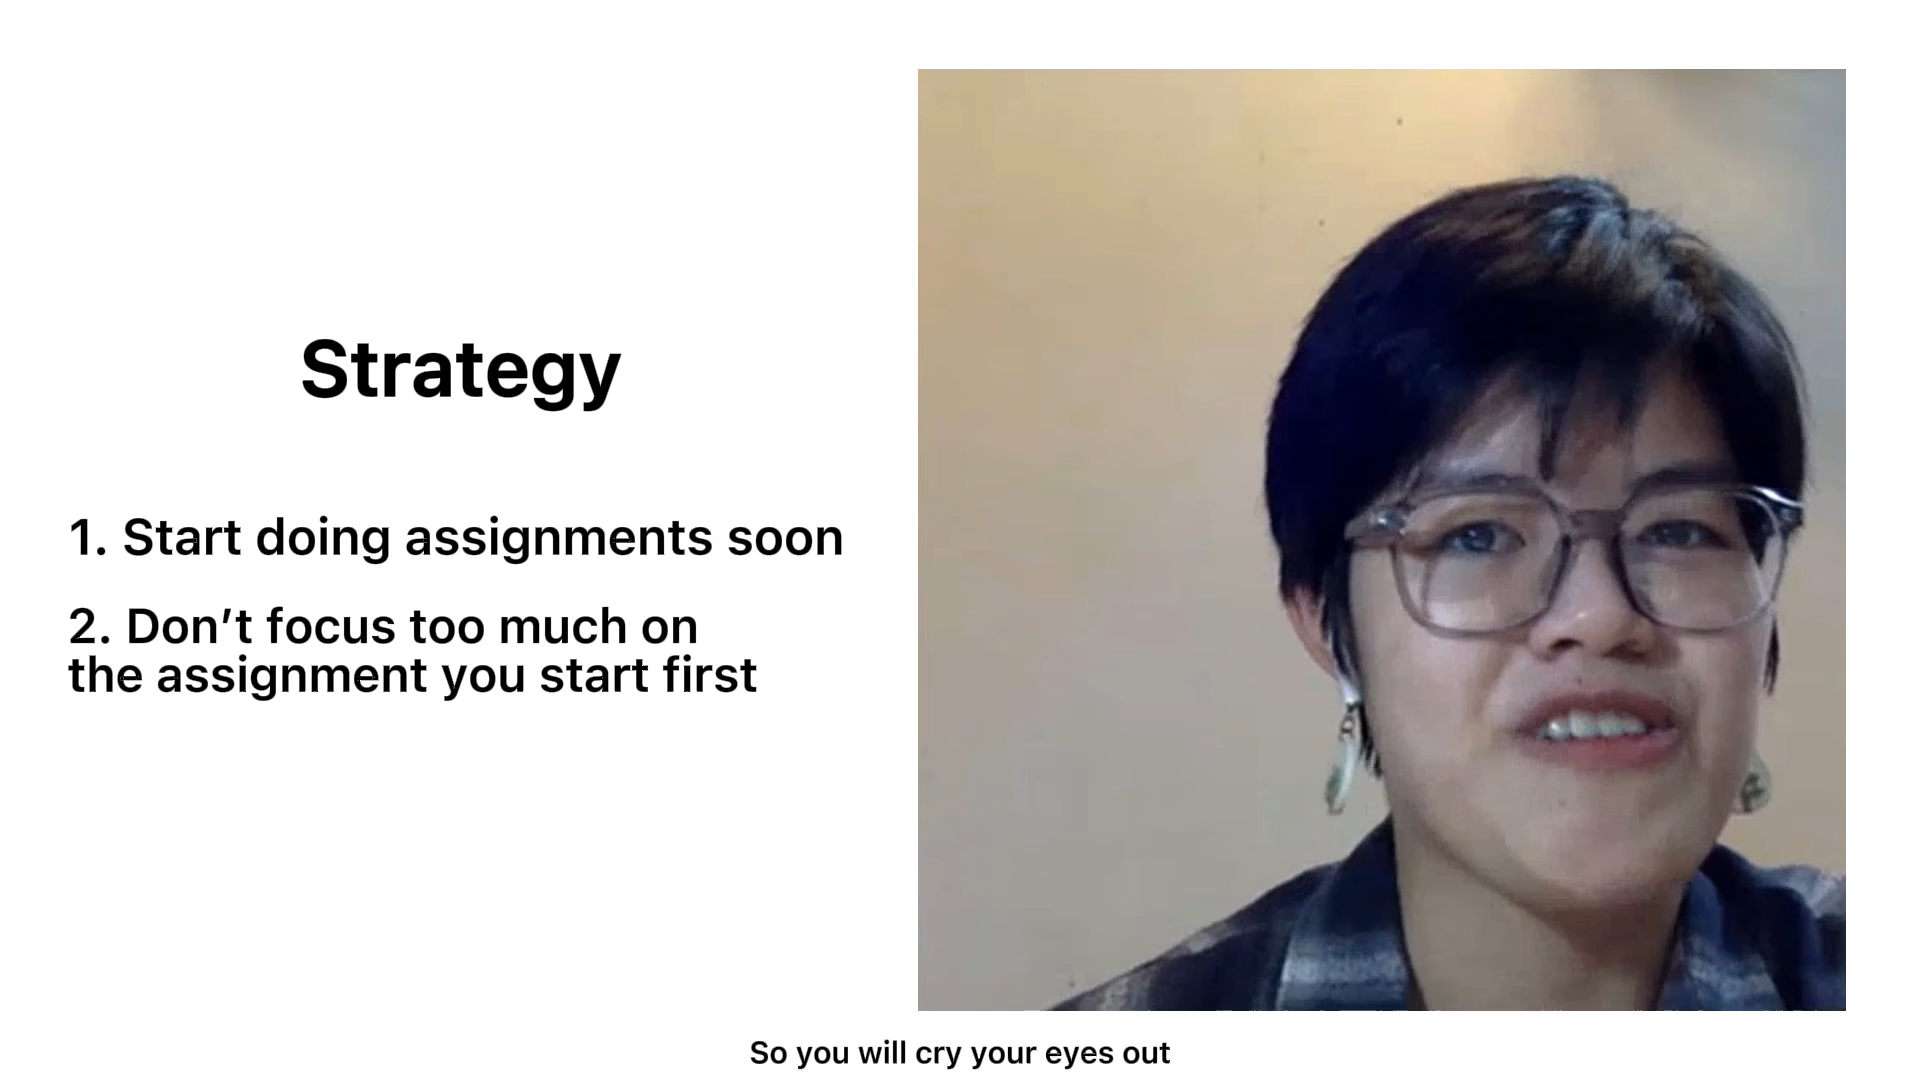 Strategy
1. Start doing assignments soon
2. Don’t focus too much on
the assignment you start first
So you will cry your eyes out